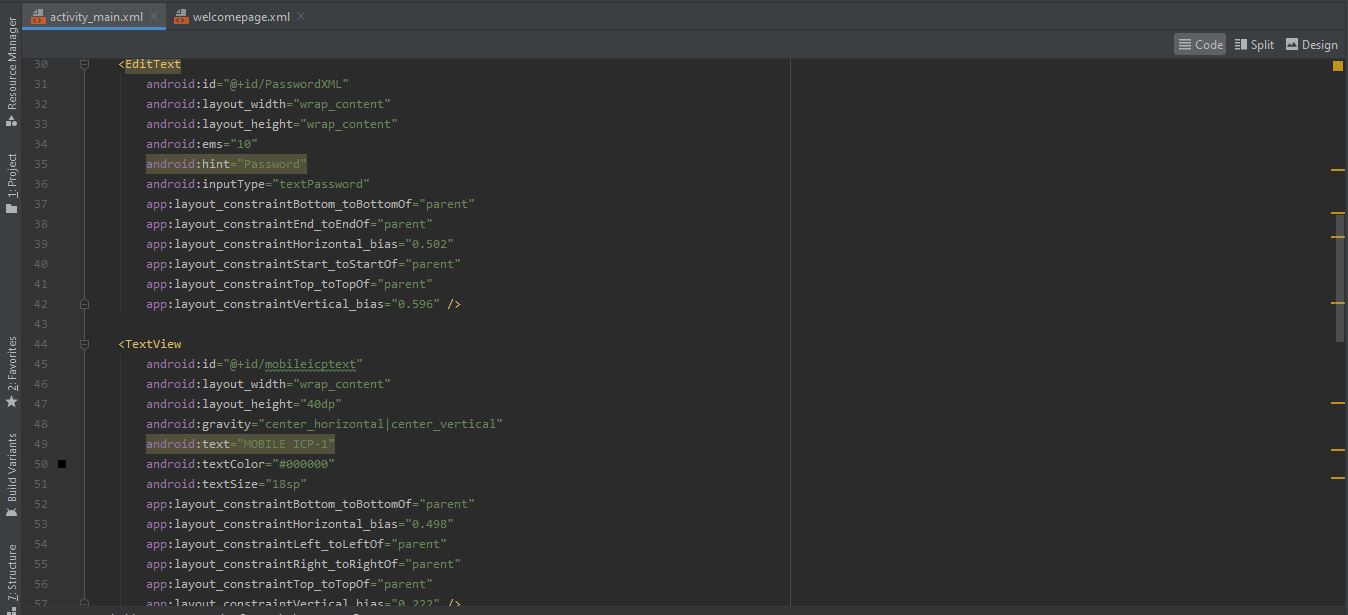 activity_main.xml
welcomepage.xml
Code
Split
Design
Resource Manager
1: Project
2: Favorites
Build Variants
7: Structure
30 <EditText
31 android:id="@+id/PasswordXML"
32 android:layout_width="wrap_content"
33 android:layout_height="wrap_content"
34 android:ems="10"
35 android:hint="Password"
36 android:inputType="textPassword"
37 app:layout_constraintBottom_toBottomOf="parent"
38 app:layout_constraintEnd_toEndOf="parent"
39 app:layout_constraintHorizontal_bias="0.502"
40 app:layout_constraintStart_toStartOf="parent"
41 app:layout_constraintTop_toTopOf="parent"
42 app:layout_constraintVertical_bias="0.596" />
43
44 <TextView
45 android:id="@+id/mobileicptext"
46 android:layout_width="wrap_content"
47 android:layout_height="40dp"
48 android:gravity="center_horizontal|center_vertical"
49 android:text="MOBILE ICP-1"
50 android:textColor="#000000"
51 android:textSize="18sp"
52 app:layout_constraintBottom_toBottomOf="parent"
53 app:layout_constraintHorizontal_bias="0.498"
54 app:layout_constraintLeft_toLeftOf="parent"
55 app:layout_constraintRight_toRightOf="parent"
56 app:layout_constraintTop_toTopOf="parent"
57 app:layout_constraintVertical_bias="0.222" />